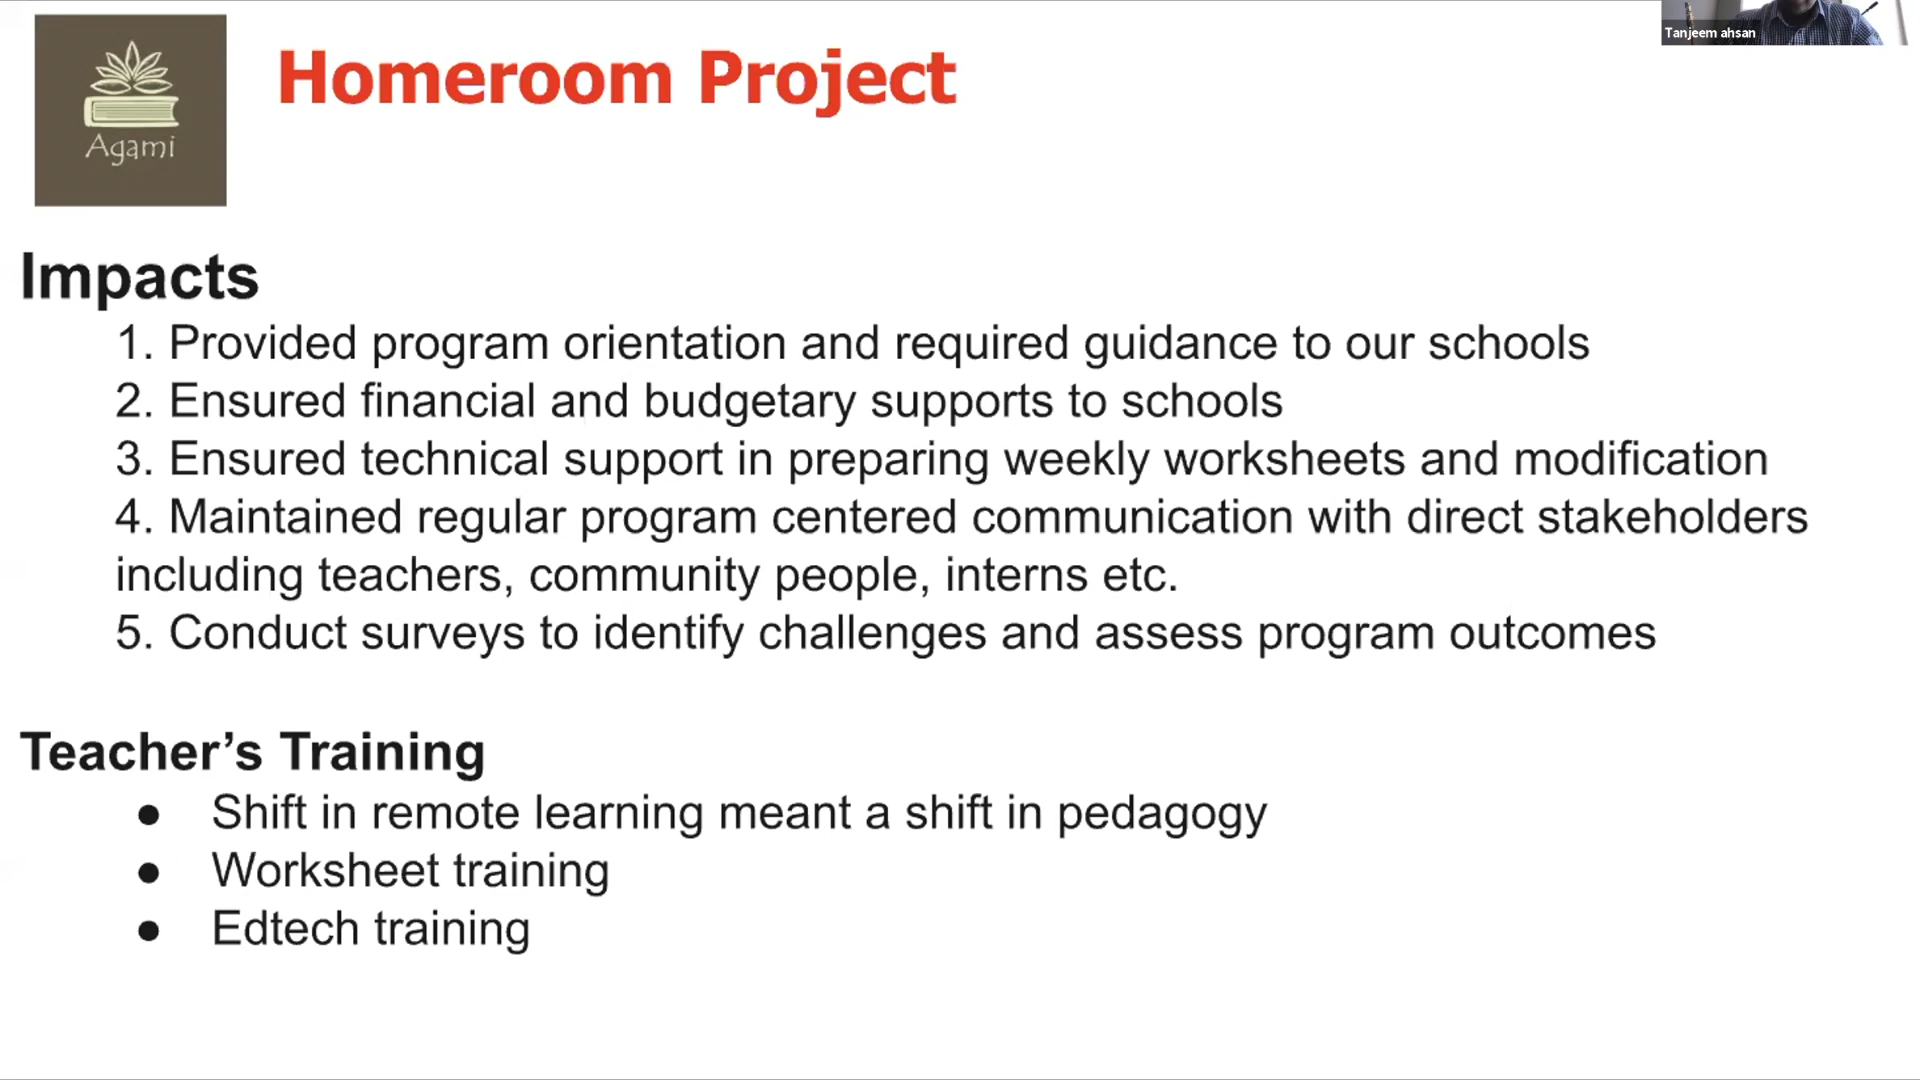 Agami
Homeroom Project
Tanjeem ahsan
Impacts
1. Provided program orientation and required guidance to our schools
2. Ensured financial and budgetary supports to schools
3. Ensured technical support in preparing weekly worksheets and modification
4. Maintained regular program centered communication with direct stakeholders
including teachers, community people, interns etc.
5. Conduct surveys to identify challenges and assess program outcomes
Teacher’s Training
● Shift in remote learning meant a shift in pedagogy
● Worksheet training
● Edtech training